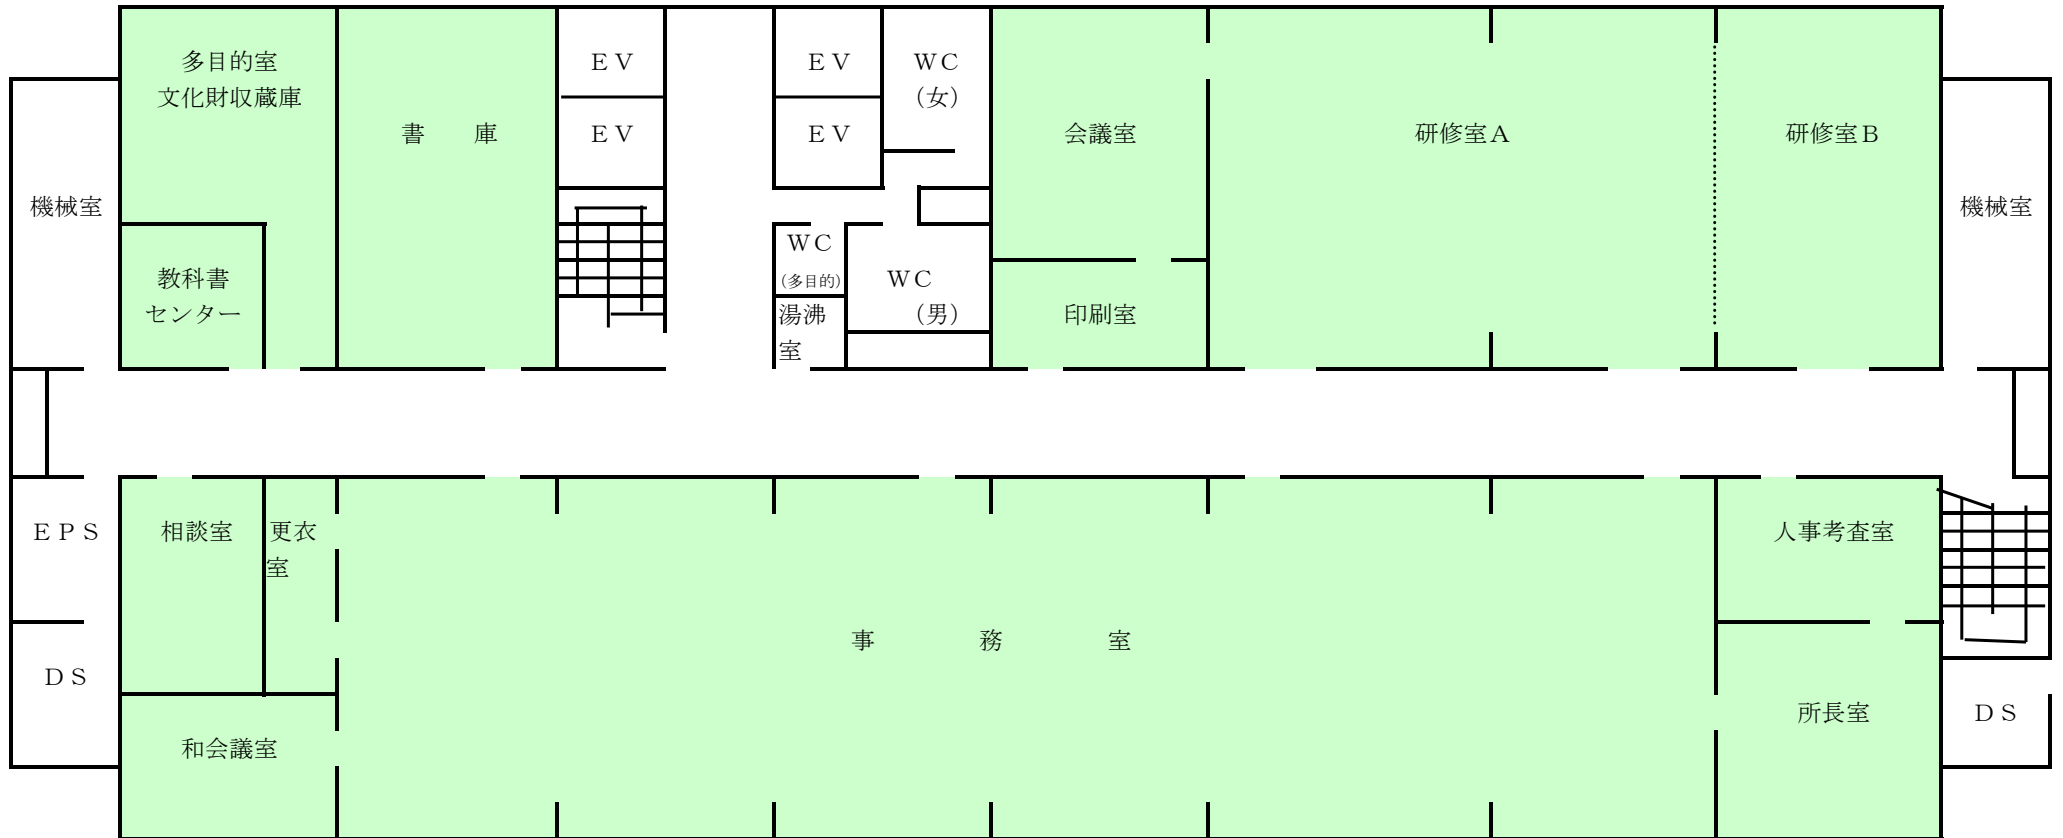 多目的室
文化財収蔵庫
書　　庫
ＥＶ
ＥＶ
ＥＶ
ＥＶ
ＷＣ
（女）
会議室
研修室Ａ
研修室Ｂ
機械室
機械室
教科書
センター
ＷＣ
（多目的）
湯沸
室
ＷＣ
（男）
印刷室
ＥＰＳ
相談室
更衣
室
人事考査室
事　　務　　室
ＤＳ
和会議室
所長室
ＤＳ